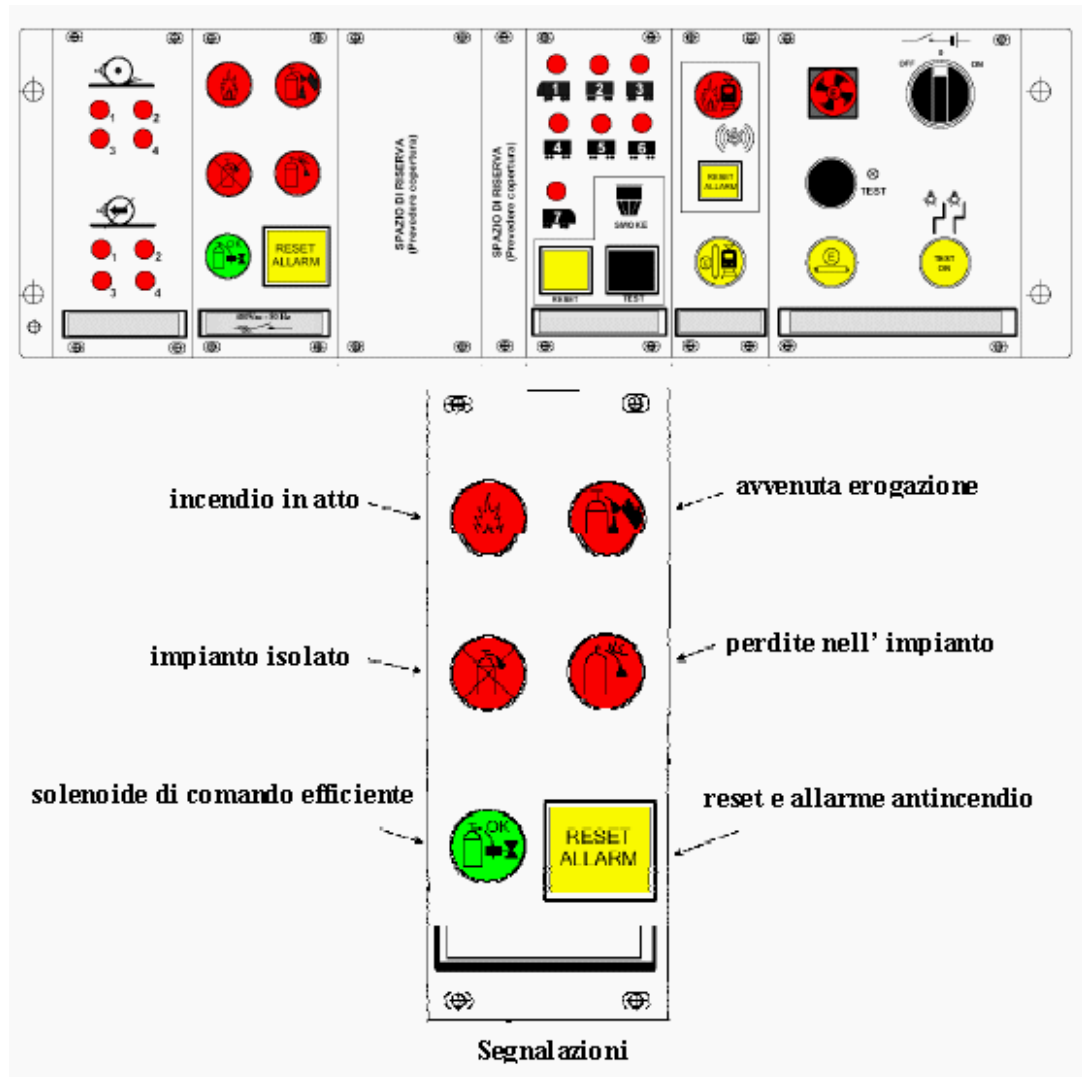 OFF
0
ON
1
2
3
4
1
2
3
4
RESET
ALLARM
OK
SPAZIO DI RISERVA
(Prevedere copertura)
SPAZIO DI RISERVA
(Prevedere copertura)
1
2
3
4
5
6
7
SMOKE
RESET
TEST
RESET
ALLARM
E
E
TEST
E
TEST
ON
incendio in atto
avvenuta erogazione
impianto isolato
perdite nell' impianto
solenoide di comando efficiente
reset e allarme antincendio
OK
RESET
ALLARM
Segnalazioni